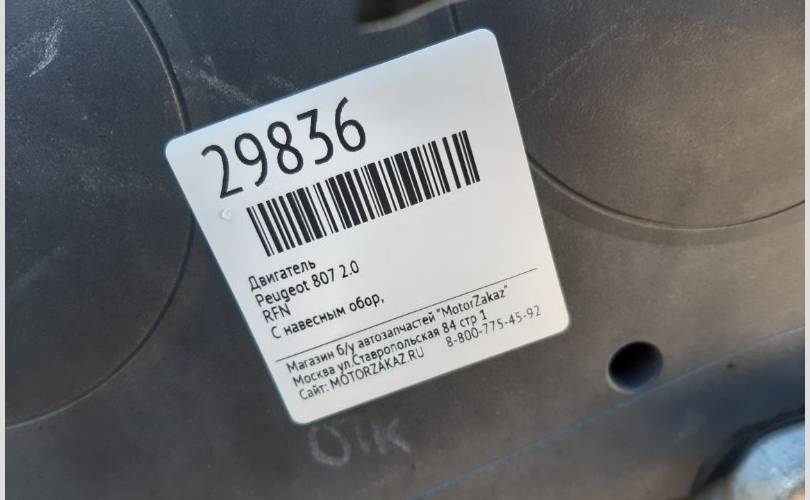 29836
Двигатель
Peugeot 807 2.0
RFN
С навесным обор,
Магазин б/у автозапчастей "MotorZakaz"
Москва ул.Ставропольская 84 стр 1
Сайт: MOTORZAKAZ.RU 8-800-775-45-92
ОТК